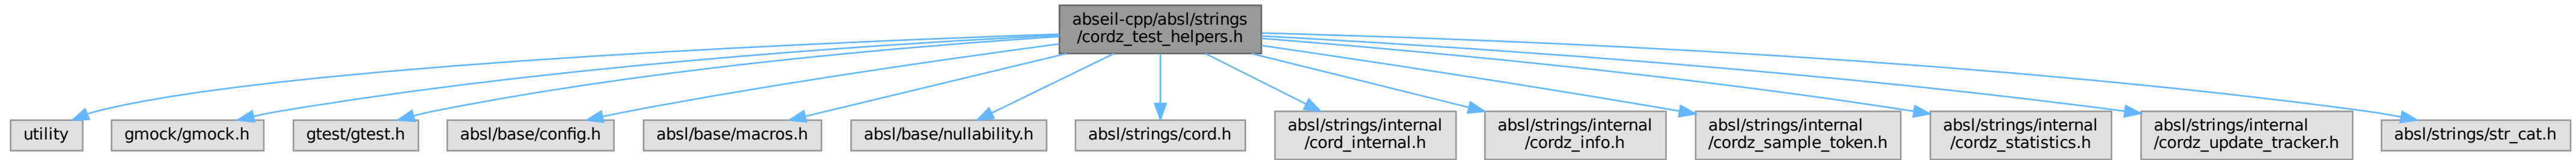 abseil-cpp/absl/strings
/cordz_test_helpers.h
utility
gmock/gmock.h
gtest/gtest.h
absl/base/config.h
absl/base/macros.h
absl/base/nullability.h
absl/strings/cord.h
absl/strings/internal
/cord_internal.h
absl/strings/internal
/cordz_info.h
absl/strings/internal
/cordz_sample_token.h
absl/strings/internal
/cordz_statistics.h
absl/strings/internal
/cordz_update_tracker.h
absl/strings/str_cat.h